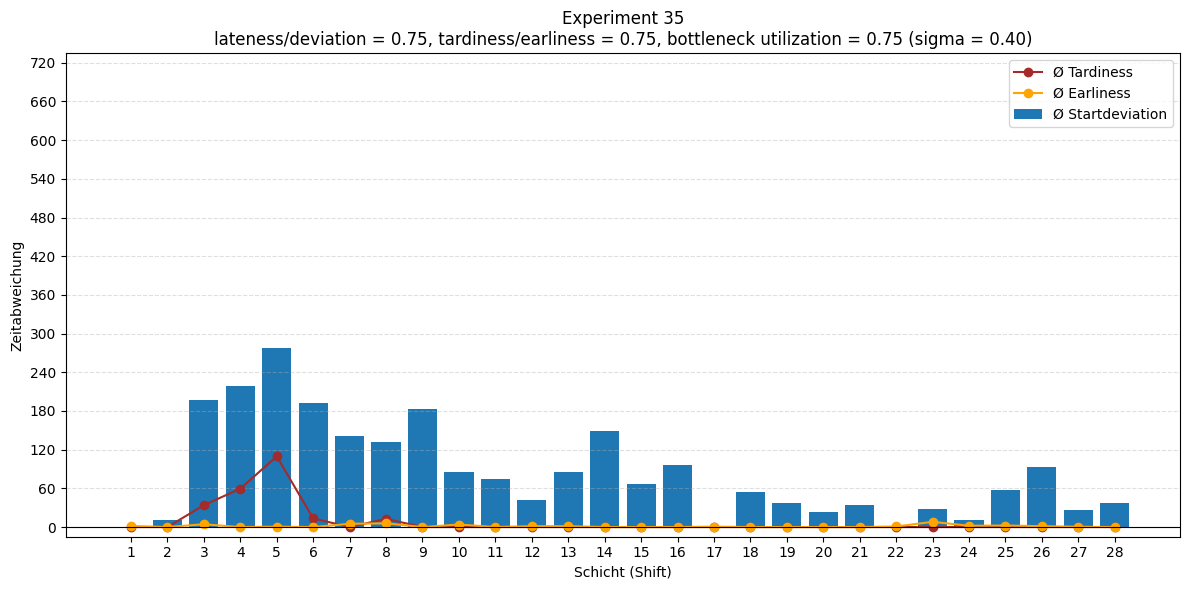 Experiment 35
lateness/deviation = 0.75, tardiness/earliness = 0.75, bottleneck utilization = 0.75 (sigma = 0.40)
Ø Tardiness
Ø Earliness
Ø Startdeviation
Zeitabweichung
720
660
600
540
480
420
360
300
240
180
120
60
0
1 2 3 4 5 6 7 8 9 10 11 12 13 14 15 16 17 18 19 20 21 22 23 24 25 26 27 28
Schicht (Shift)